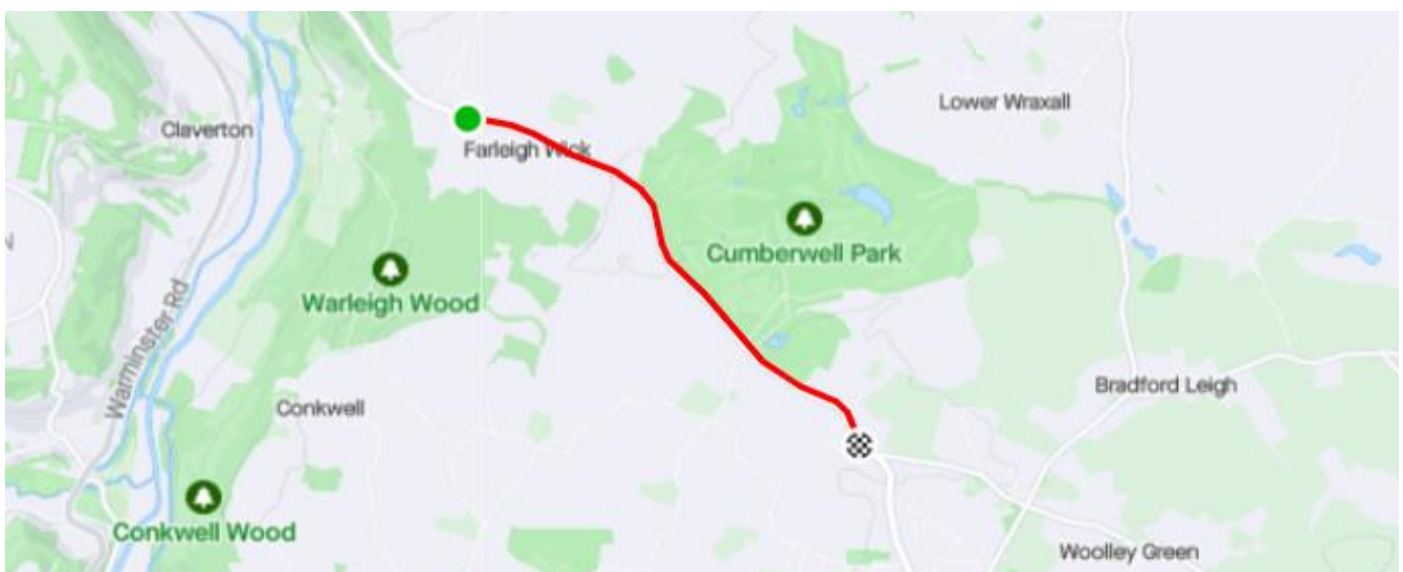 Lower Wraxall
Claverton
Farleigh Wick
Cumberwell Park
N
Warleigh Wood
Warminster Rd
Bradford Leigh
Conkwell
Conkwell Wood
Woolley Green